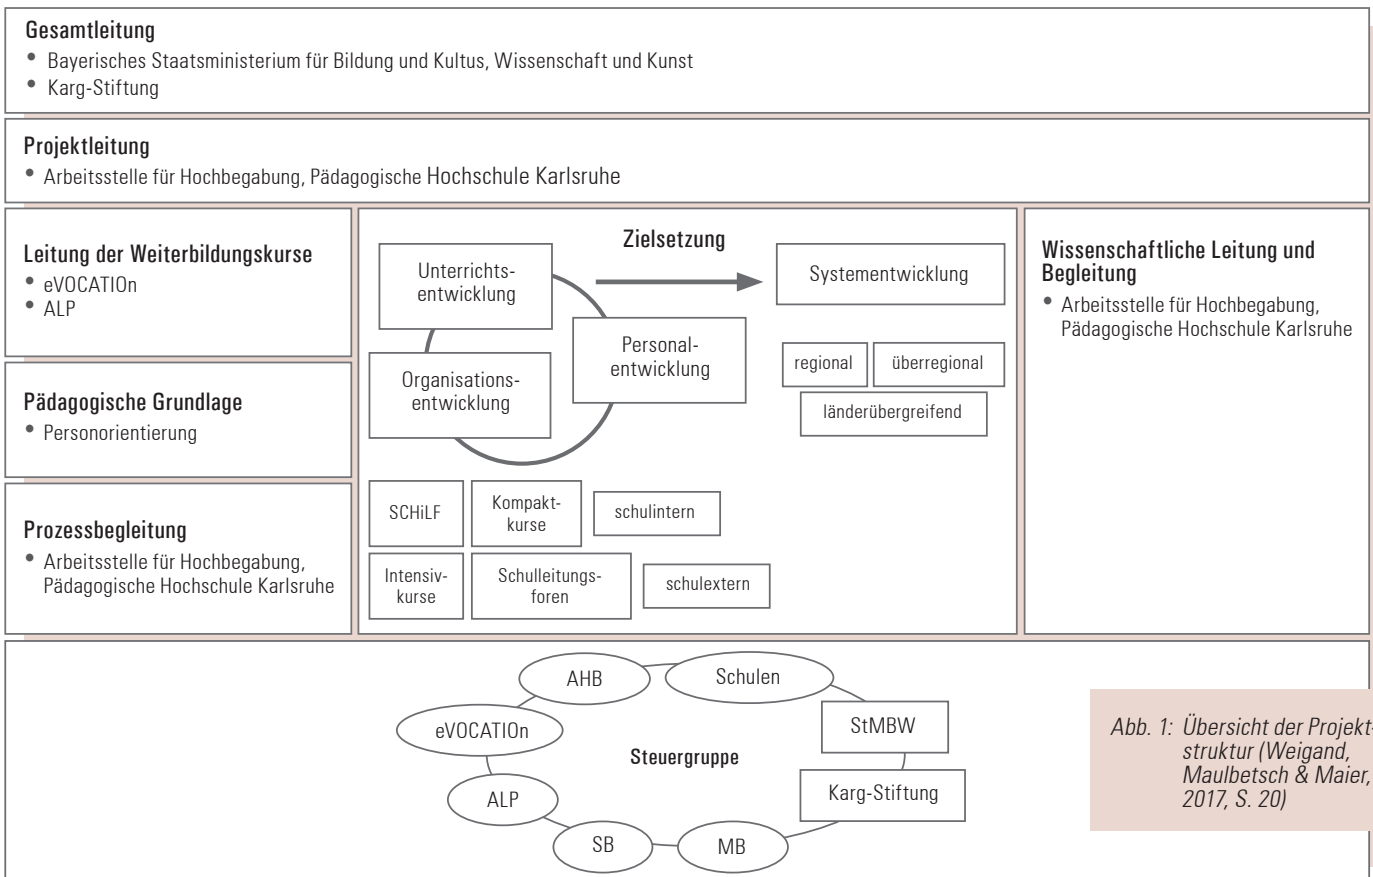 Gesamtleitung
• Bayerisches Staatsministerium für Bildung und Kultus, Wissenschaft und Kunst
• Karg-Stiftung
Projektleitung
• Arbeitsstelle für Hochbegabung, Pädagogische Hochschule Karlsruhe
Leitung der Weiterbildungskurse
• eVOCATIOn
• ALP
Pädagogische Grundlage
• Personorientierung
Prozessbegleitung
• Arbeitsstelle für Hochbegabung,
Pädagogische Hochschule Karlsruhe
Zielsetzung
Unterrichts-
entwicklung
Personal-
entwicklung
Organisations-
entwicklung
Systementwicklung
regional
überregional
länderübergreifend
SCHiLF
Kompakt-
kurse
schulintern
Intensiv-
kurse
Schulleitungs-
foren
schulextern
Wissenschaftliche Leitung und
Begleitung
• Arbeitsstelle für Hochbegabung,
Pädagogische Hochschule Karlsruhe
AHB
Schulen
eVOCATIOn
StMBW
Steuergruppe
ALP
Karg-Stiftung
SB
MB
Abb. 1: Übersicht der Projekt-
struktur (Weigand,
Maulbetsch & Maier,
2017, S. 20)